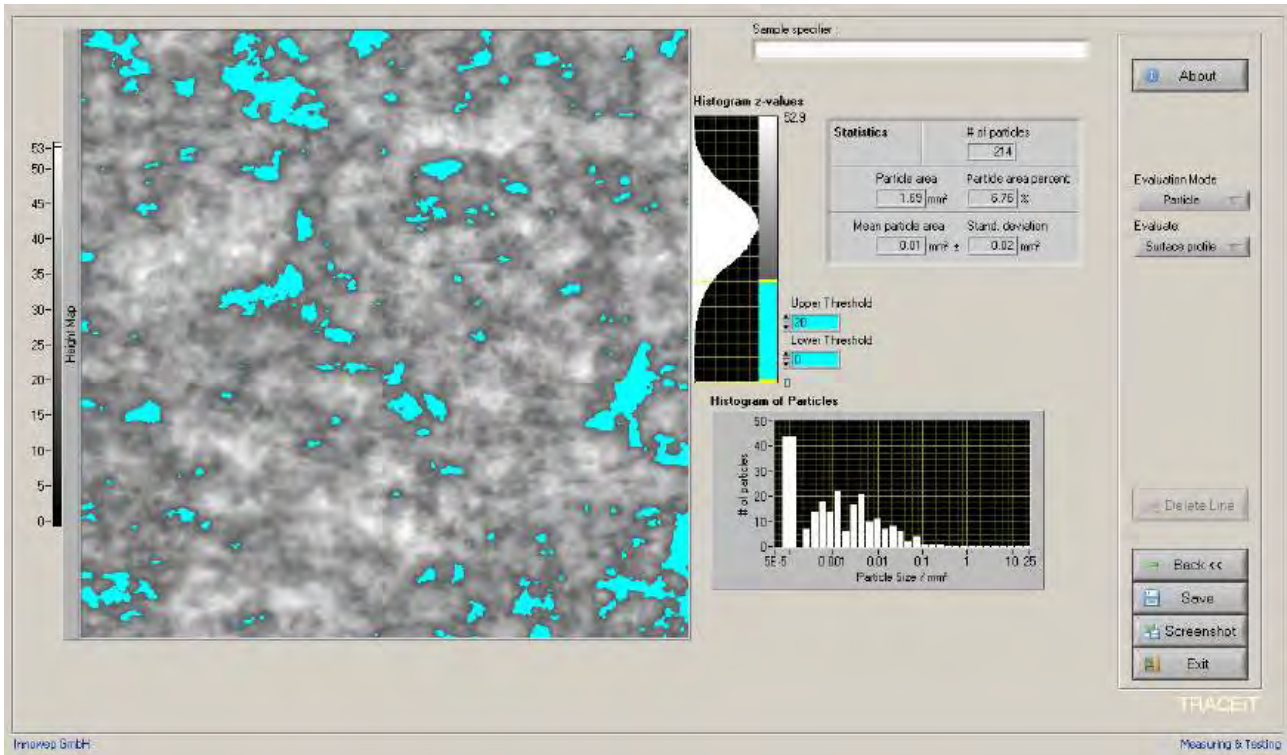 Sample specifier :
About
Histogram z-values
52.9
Statistics
# of particles
214
Particle area
Particle area percent
1.69 mm²
6.76 %
Mean particle area
Stand. deviation
0.01 mm² ±
0.02 mm²
Evaluation Mode
Particle
Evaluate
Surface profile
53
50
45
40
35
30
25
20
15
10
5
0
Height Map
Upper Threshold
20
Lower Threshold
0
0
Histogram of Particles
50
40
30
20
10
0
# of particles
5E-5
0.001
0.01
0.1
1
10
25
Particle Size / mm²
Delete Line
Back <<
Save
Screenshot
Exit
TRACEiT
Innowep GmbH
Measuring & Testing